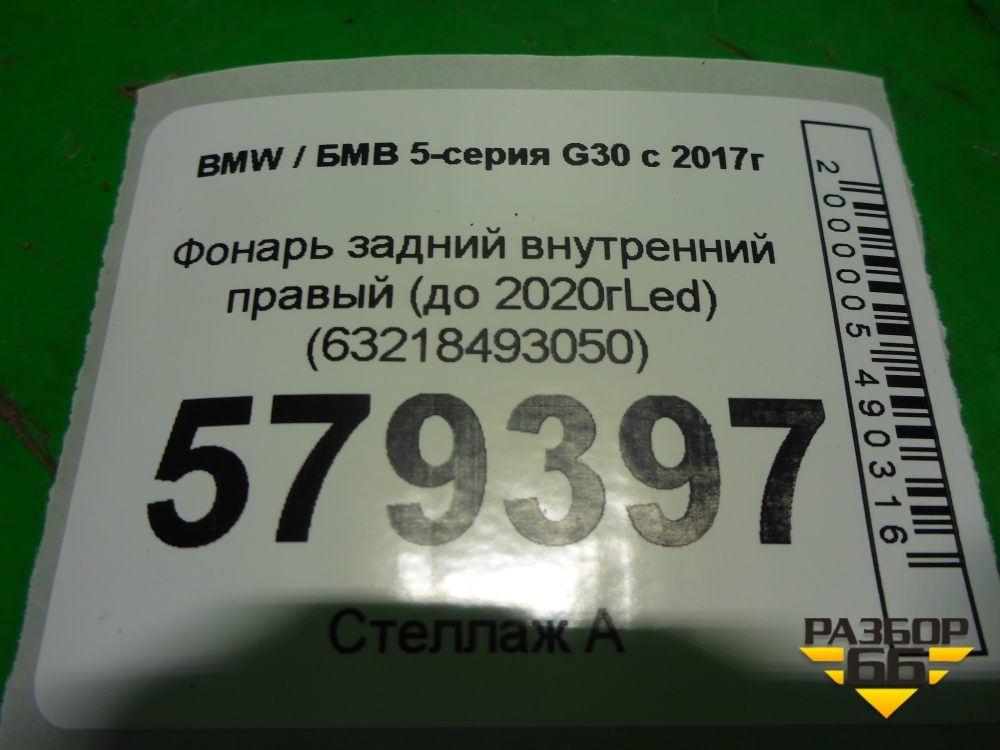 BMW / БМВ 5-серия G30 с 2017г
Фонарь задний внутренний
правый (до 2020гLed)
(63218493050)
579397
Стеллаж А
2000005490316
РАЗБОР
66